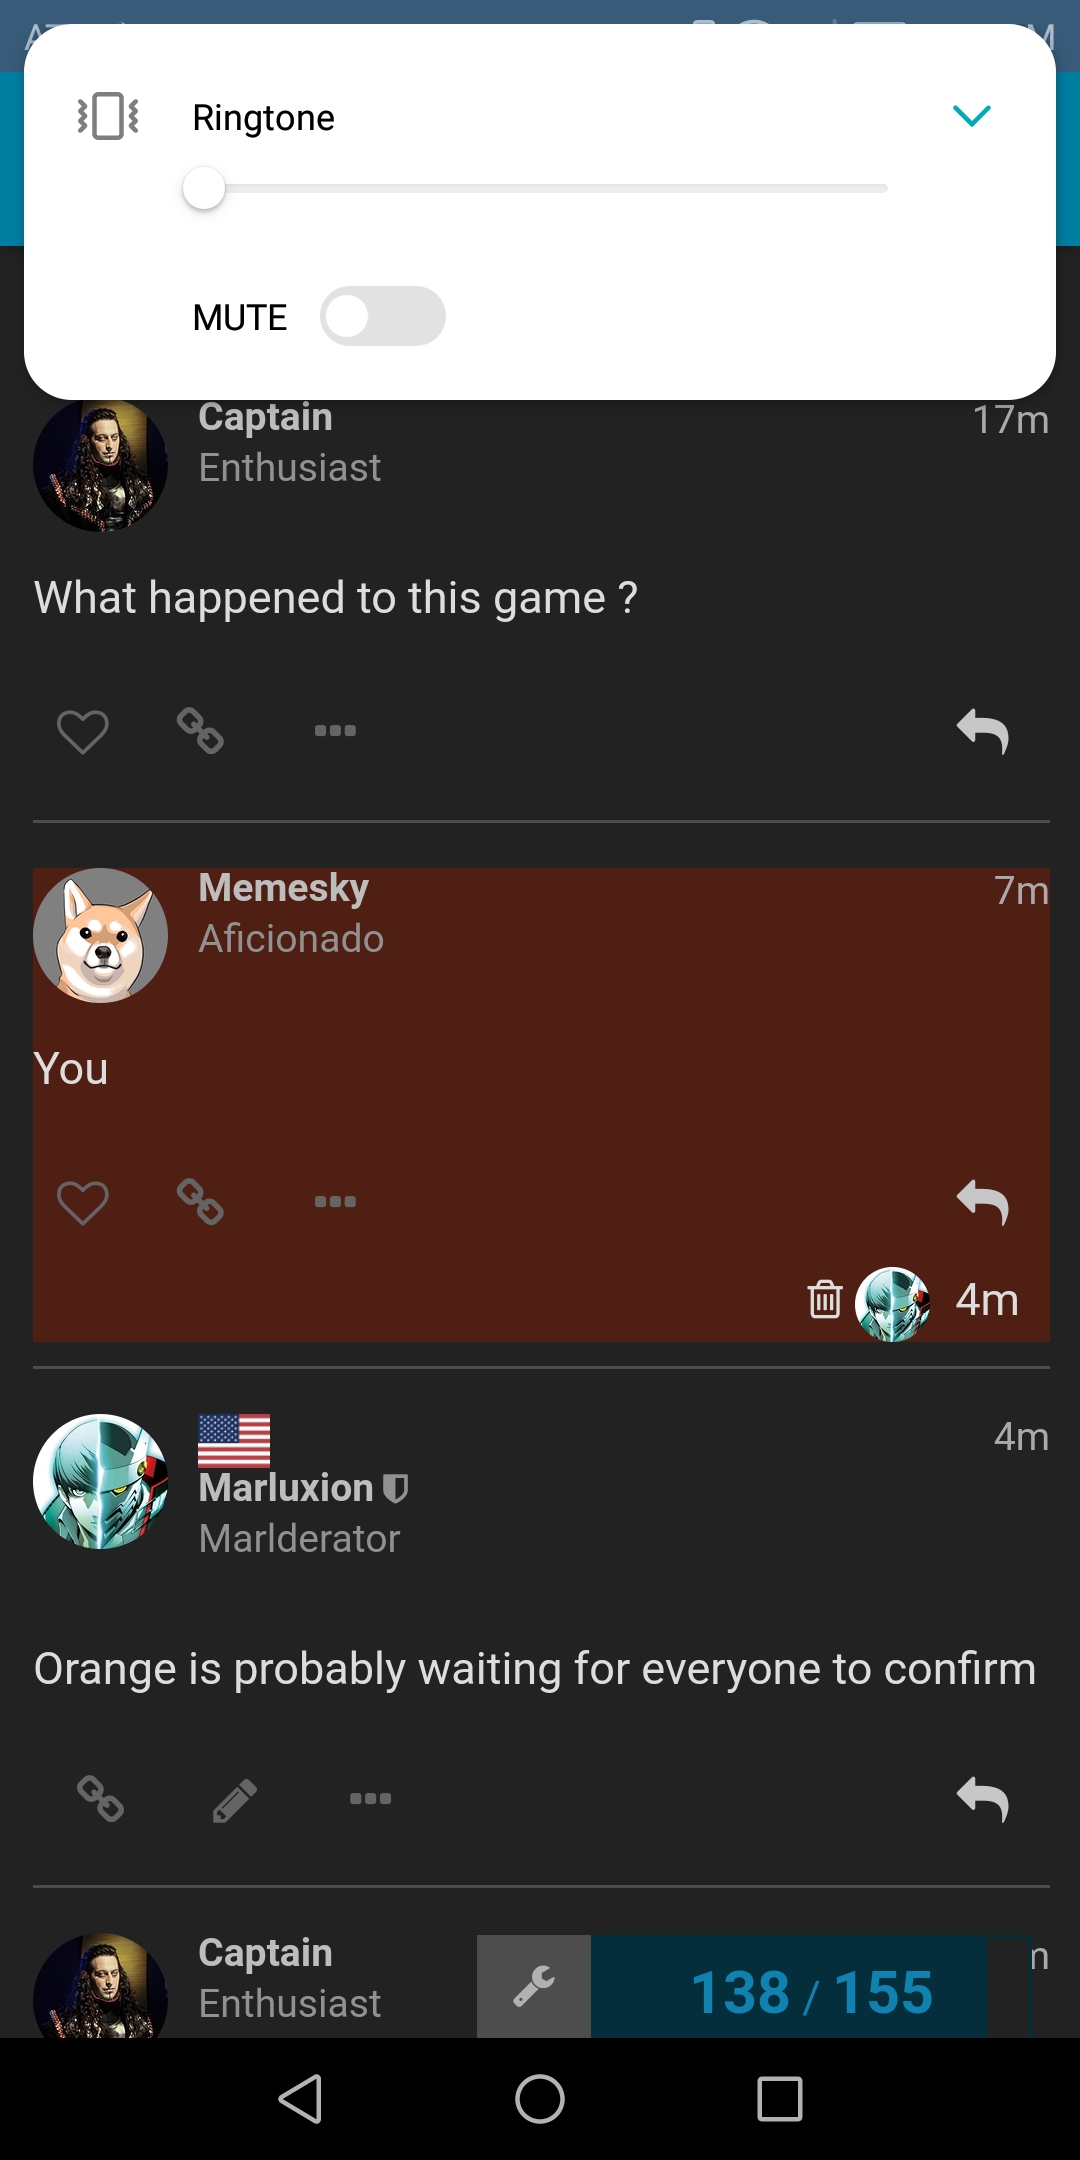 Ringtone
MUTE
Captain
17m
Enthusiast
What happened to this game ?
Memesky
7m
Aficionado
You
4m
4m
Marluxion
Marlderator
Orange is probably waiting for everyone to confirm
Captain
Enthusiast
138 / 155